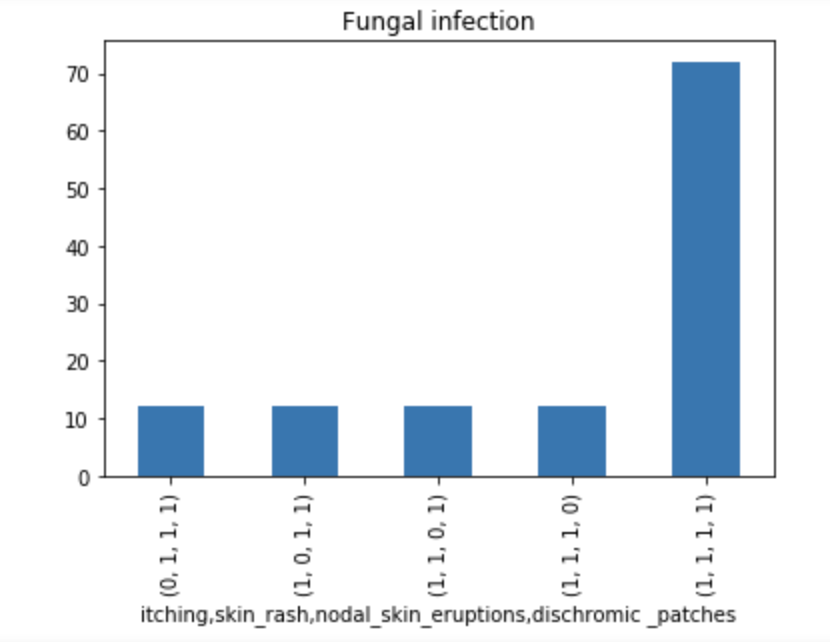 Fungal infection
70
60
50
40
30
20
10
0
(0, 1, 1, 1)
(1, 0, 1, 1)
(1, 1, 0, 1)
(1, 1, 1, 0)
(1, 1, 1, 1)
itching,skin_rash,nodal_skin_eruptions,dischromic _patches